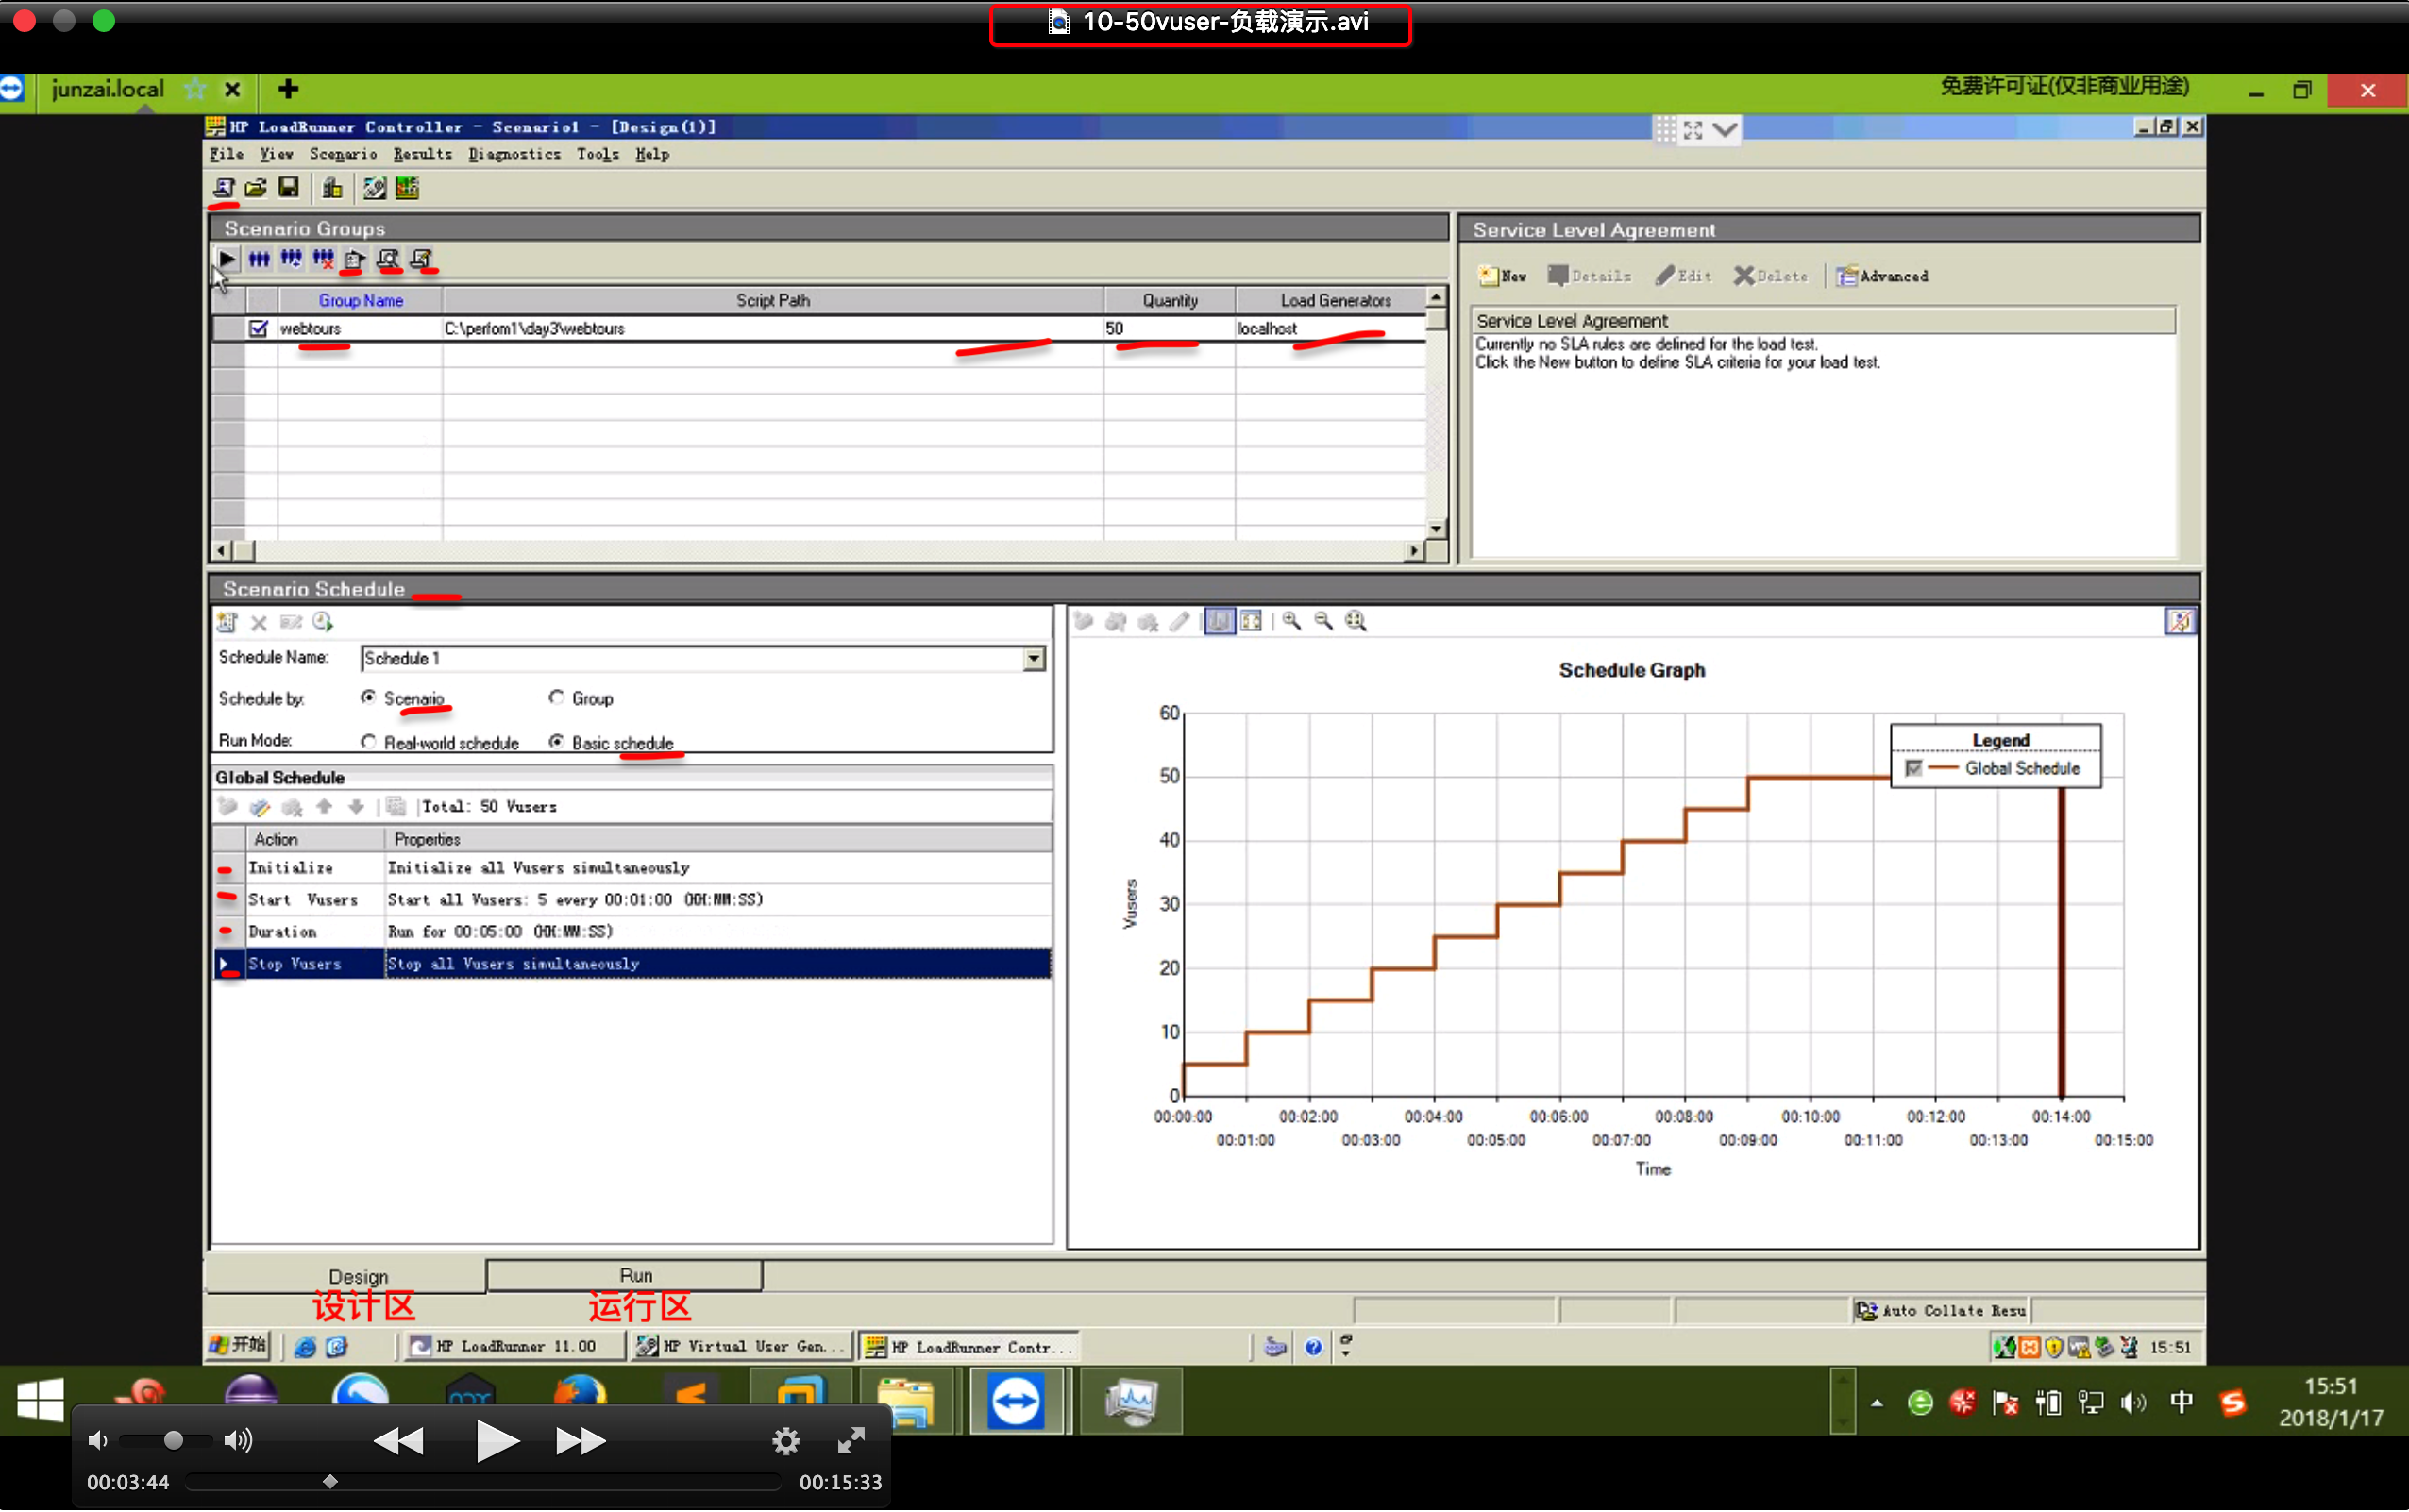 10-50vuser-负载演示.avi
junzai.local
免费许可证(仅非商业用途)
HP LoadRunner Controller - Scenario1 - [Design(1)]
File View Scenario Results Diagnostics Tools Help
Scenario Groups
Group Name Script Path Quantity Load Generators
webtours C:\perfom1\day3\webtours 50 localhost
Service Level Agreement
New Details Edit Delete Advanced
Service Level Agreement
Currently no SLA rules are defined for the load test.
Click the New button to define SLA criteria for your load test.
Scenario Schedule
Schedule Name: Schedule 1
Schedule by: Scenario Group
Run Mode: Real-world schedule Basic schedule
Global Schedule
Total: 50 Vusers
Action Properties
Initialize Initialize all Vusers simultaneously
Start Vusers Start all Vusers: 5 every 00:01:00 (HH:MM:SS)
Duration Run for 00:05:00 (HH:MM:SS)
Stop Vusers Stop all Vusers simultaneously
Schedule Graph
Legend
Global Schedule
60
50
40
30
20
10
0
Vusers
00:00:00 00:02:00 00:04:00 00:06:00 00:08:00 00:10:00 00:12:00 00:14:00
00:01:00 00:03:00 00:05:00 00:07:00 00:09:00 00:11:00 00:13:00 00:15:00
Time
Design Run
设计区 运行区
Auto Collate Resu
开始 HP LoadRunner 11.00 HP Virtual User Gen... HP LoadRunner Contr... 15:51
中
15:51
2018/1/17
00:03:44 00:15:33